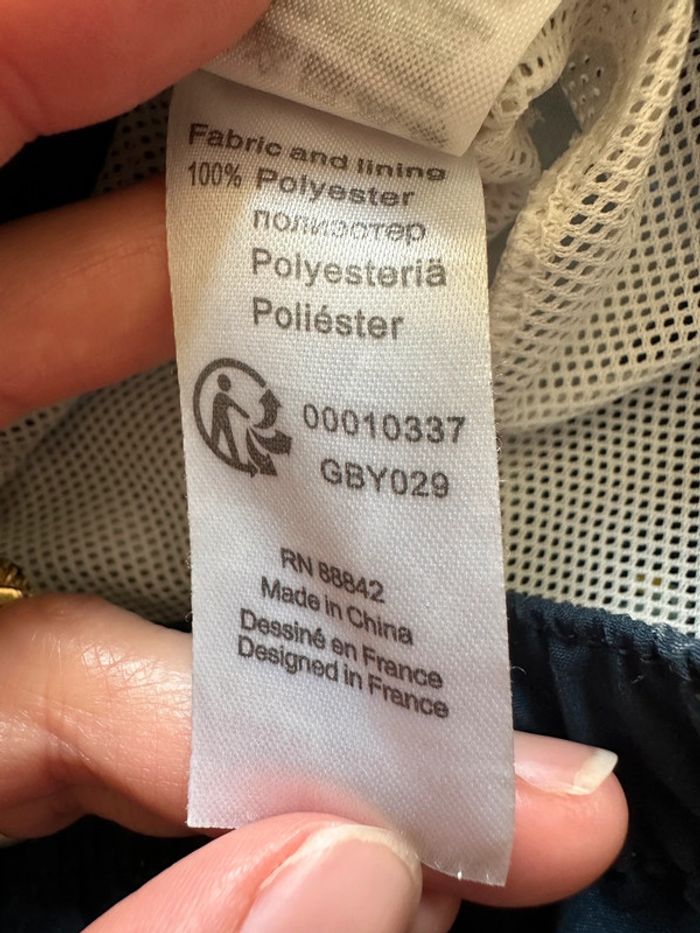 Fabric and lining
100% Polyester
полиэстер
Polyesteriä
Poliéster
00010337
GBY029
RN 88842
Made in China
Dessiné en France
Designed in France